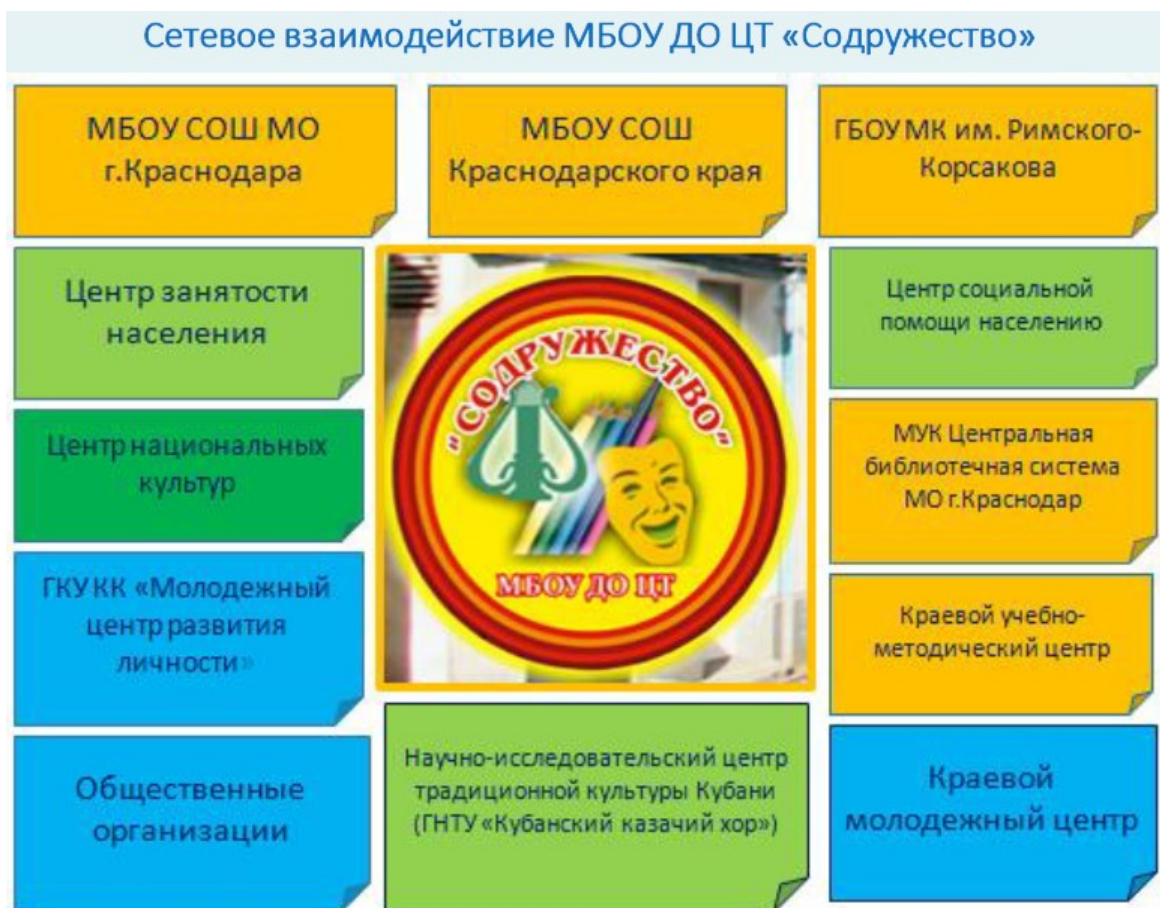 Сетевое взаимодействие МБОУ ДО ЦТ «Содружество»
МБОУ СОШ МО
г.Краснодара
МБОУ СОШ
Краснодарского края
ГБОУ МК им. Римского-
Корсакова
Центр занятости
населения
Центр социальной
помощи населению
"СОДРУЖЕСТВО"
МБОУ ДО ЦТ
Центр национальных
культур
МУК Центральная
библиотечная система
МО г.Краснодар
ГКУ КК «Молодежный
центр развития
личности»
Краевой учебно-
методический центр
Общественные
организации
Научно-исследовательский центр
традиционной культуры Кубани
(ГНТУ «Кубанский казачий хор»)
Краевой
молодежный центр